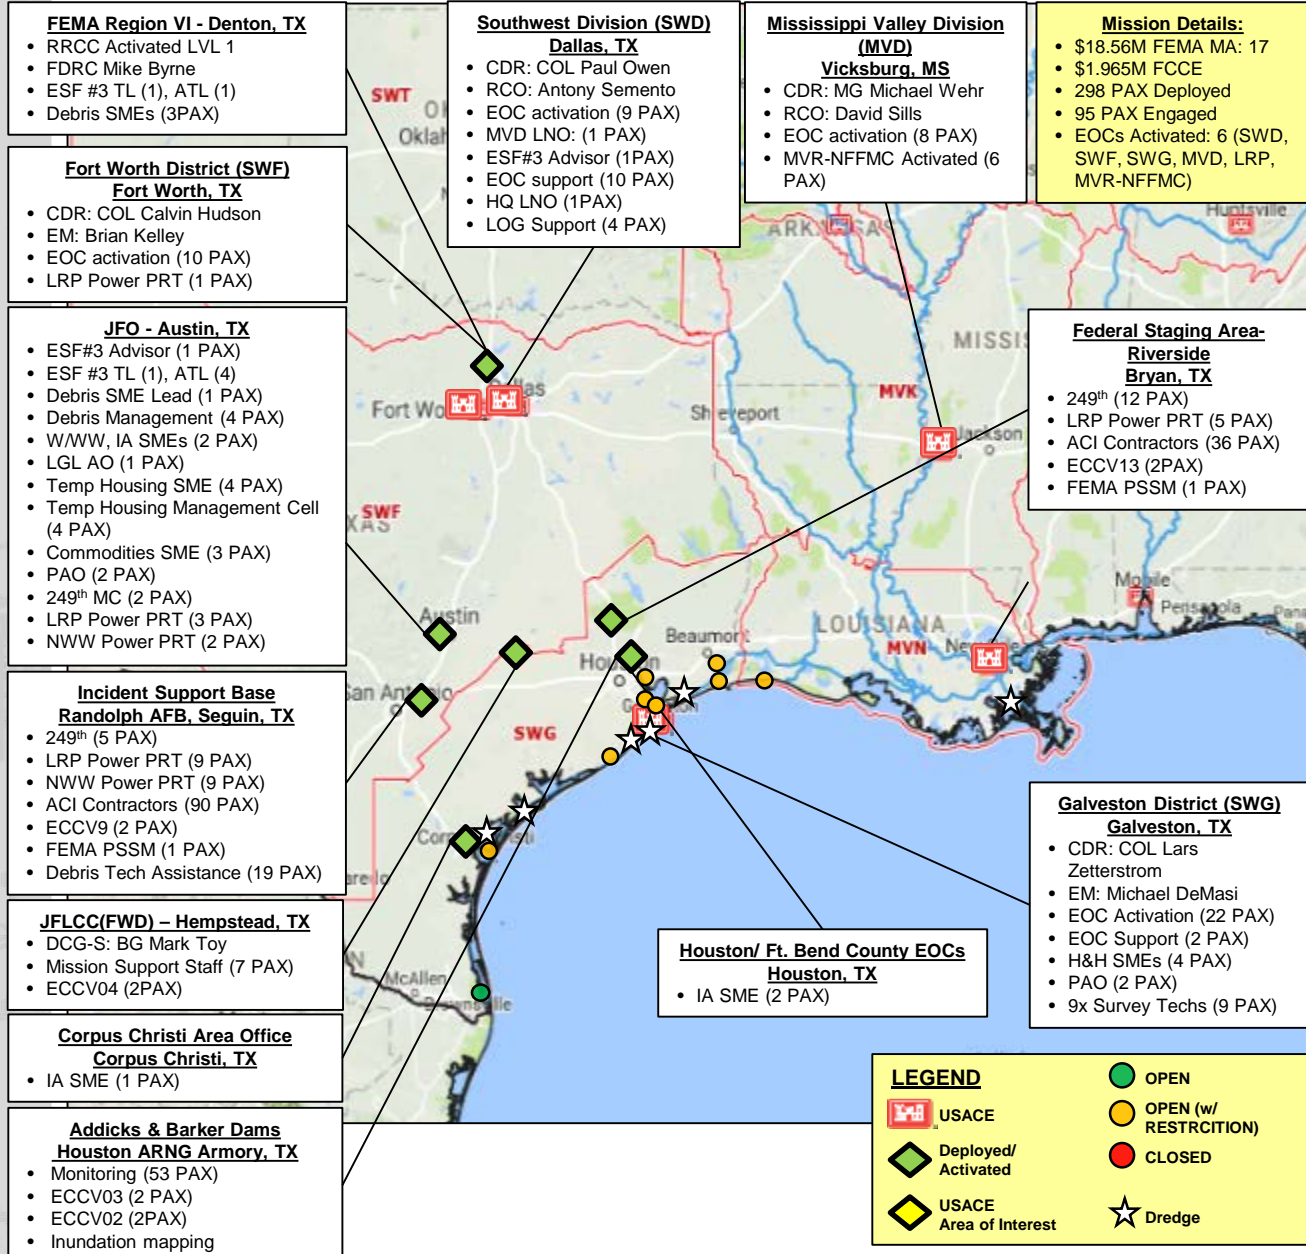 FEMA Region VI - Denton, TX
• RRCC Activated LVL 1
• FDRC Mike Byrne
• ESF #3 TL (1), ATL (1)
• Debris SMEs (3PAX)
Fort Worth District (SWF)
Fort Worth, TX
• CDR: COL Calvin Hudson
• EM: Brian Kelley
• EOC activation (10 PAX)
• LRP Power PRT (1 PAX)
JFO - Austin, TX
• ESF#3 Advisor (1 PAX)
• ESF #3 TL (1), ATL (4)
• Debris SME Lead (1 PAX)
• Debris Management (4 PAX)
• W/WW, IA SMEs (2 PAX)
• LGL AO (1 PAX)
• Temp Housing SME (4 PAX)
• Temp Housing Management Cell
(4 PAX)
• Commodities SME (3 PAX)
• PAO (2 PAX)
• 249th MC (2 PAX)
• LRP Power PRT (3 PAX)
• NWW Power PRT (2 PAX)
Incident Support Base
Randolph AFB, Seguin, TX
• 249th (5 PAX)
• LRP Power PRT (9 PAX)
• NWW Power PRT (9 PAX)
• ACI Contractors (90 PAX)
• ECCV9 (2 PAX)
• FEMA PSSM (1 PAX)
• Debris Tech Assistance (19 PAX)
JFLCC(FWD) – Hempstead, TX
• DCG-S: BG Mark Toy
• Mission Support Staff (7 PAX)
• ECCV04 (2PAX)
Corpus Christi Area Office
Corpus Christi, TX
• IA SME (1 PAX)
Addicks & Barker Dams
Houston ARNG Armory, TX
• Monitoring (53 PAX)
• ECCV03 (2 PAX)
• ECCV02 (2PAX)
• Inundation mapping
Southwest Division (SWD)
Dallas, TX
• CDR: COL Paul Owen
• RCO: Antony Semento
• EOC activation (9 PAX)
• MVD LNO: (1 PAX)
• ESF#3 Advisor (1PAX)
• EOC support (10 PAX)
• HQ LNO (1PAX)
• LOG Support (4 PAX)
Mississippi Valley Division
(MVD)
Vicksburg, MS
• CDR: MG Michael Wehr
• RCO: David Sills
• EOC activation (8 PAX)
• MVR-NFFMC Activated (6
PAX)
Mission Details:
• $18.56M FEMA MA: 17
• $1.965M FCCE
• 298 PAX Deployed
• 95 PAX Engaged
• EOCs Activated: 6 (SWD,
SWF, SWG, MVD, LRP,
MVR-NFFMC)
Federal Staging Area-
Riverside
Bryan, TX
• 249th (12 PAX)
• LRP Power PRT (5 PAX)
• ACI Contractors (36 PAX)
• ECCV13 (2PAX)
• FEMA PSSM (1 PAX)
Galveston District (SWG)
Galveston, TX
• CDR: COL Lars
Zetterstrom
• EM: Michael DeMasi
• EOC Activation (22 PAX)
• EOC Support (2 PAX)
• H&H SMEs (4 PAX)
• PAO (2 PAX)
• 9x Survey Techs (9 PAX)
Houston/ Ft. Bend County EOCs
Houston, TX
• IA SME (2 PAX)
SWT
Huntsville
ARKANSAS
MVK
Shreveport
Jackson
SWF
Austin
San Antonio
Beaumont
LOUISIANA
MVN
Mobile
Pensacola
SWG
McAllen
LEGEND
USACE
Deployed/
Activated
USACE
Area of Interest
OPEN
OPEN (w/
RESTRCITION)
CLOSED
Dredge